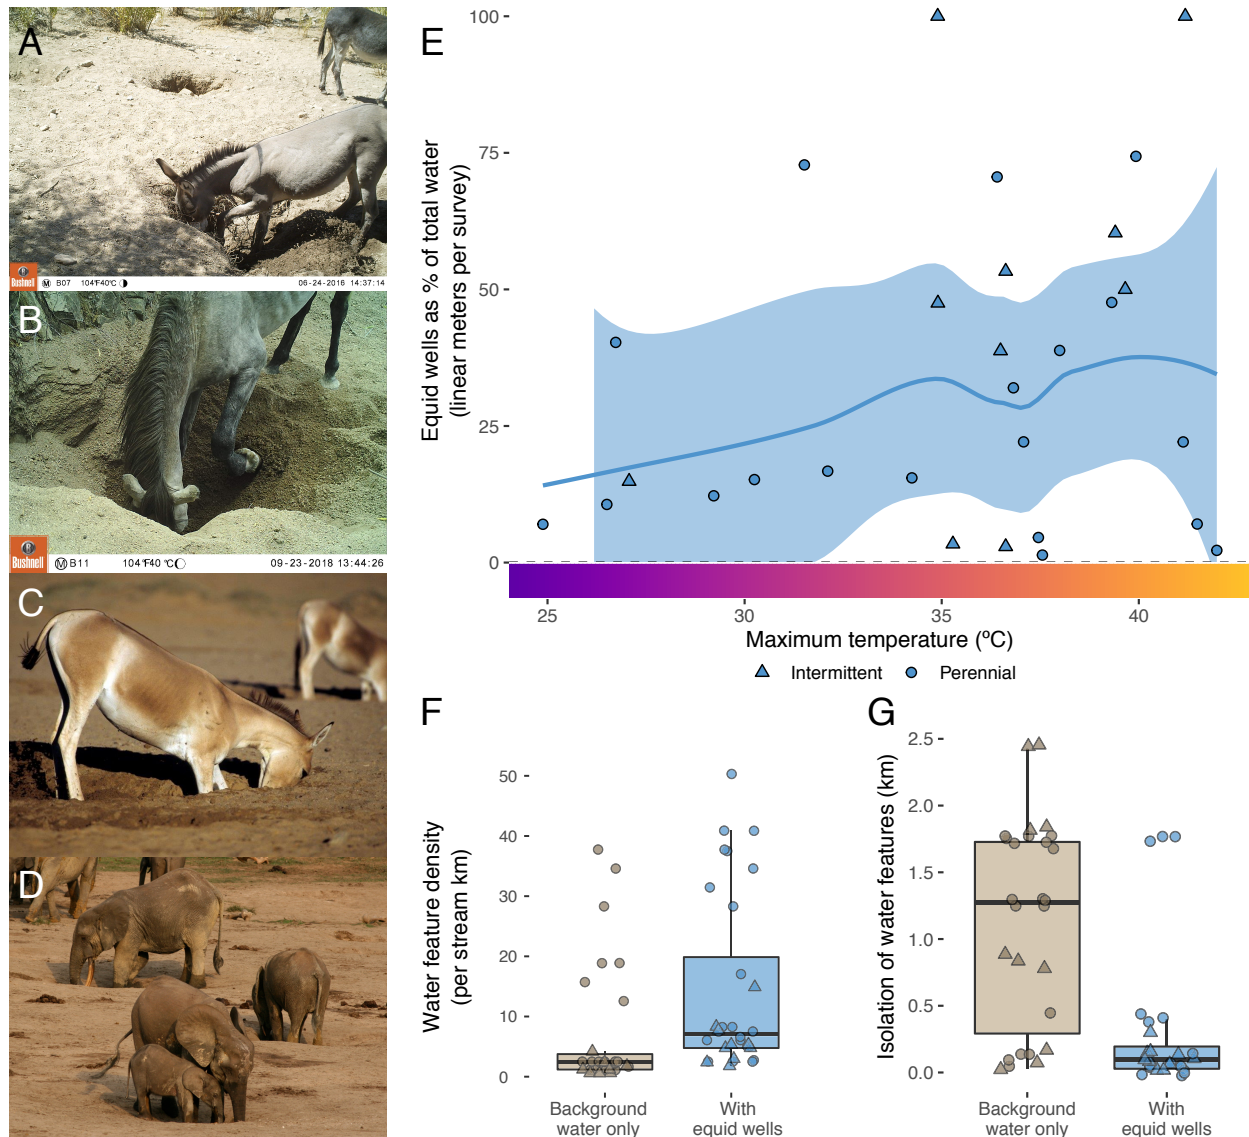 A
Bushnell
M B07 104°F40°C 06-24-2016 14:37:14
B
Bushnell
M B11 104°F40°C 09-23-2018 13:44:26
C
D
E
Equid wells as % of total water
(linear meters per survey)
100
75
50
25
0
25 30 35 40
Maximum temperature (ºC)
Intermittent Perennial
F
Water feature density
(per stream km)
50
40
30
20
10
0
Background
water only
With
equid wells
G
Isolation of water features (km)
2.5
2.0
1.5
1.0
0.5
0.0
Background
water only
With
equid wells